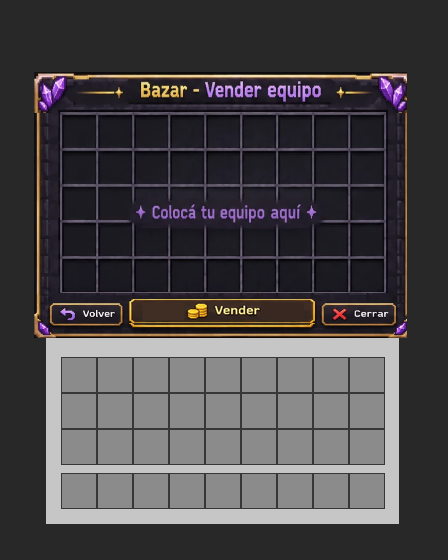 Bazar - Vender equipo
Colocá tu equipo aquí
Volver
Vender
Cerrar